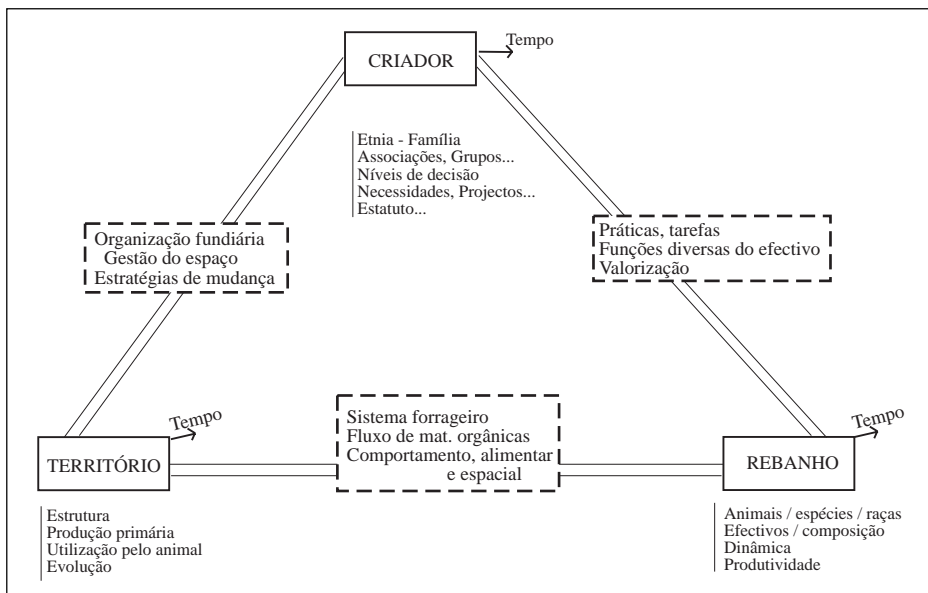 Tempo
CRIADOR
Etnia - Família
Associações, Grupos...
Níveis de decisão
Necessidades, Projectos...
Estatuto...
Organização fundiária
Gestão do espaço
Estratégias de mudança
Práticas, tarefas
Funções diversas do efectivo
Valorização
Tempo
TERRITÓRIO
Sistema forrageiro
Fluxo de mat. orgânicas
Comportamento, alimentar
e espacial
Tempo
REBANHO
Estrutura
Produção primária
Utilização pelo animal
Evolução
Animais / espécies / raças
Efectivos / composição
Dinâmica
Produtividade